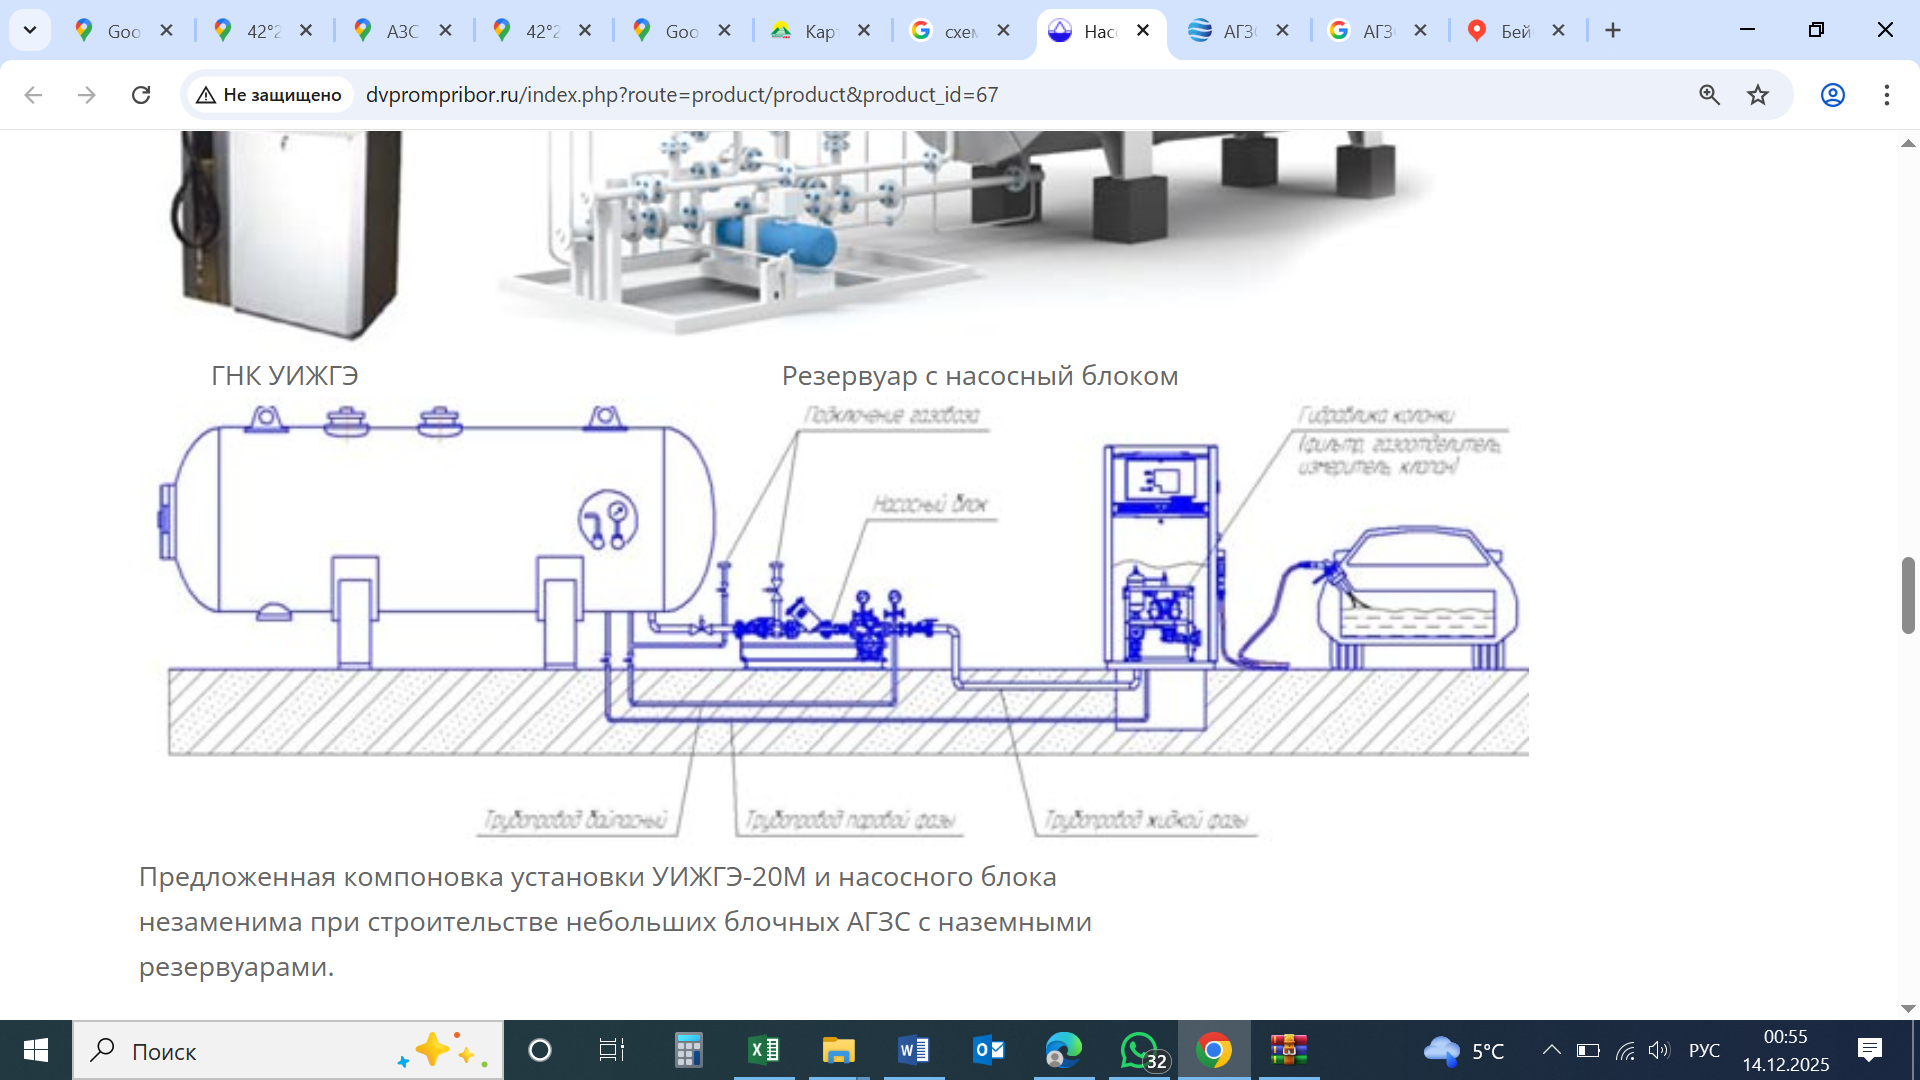 Goo
42°2
АЗС
42°2
Goo
Кар
схем
Насо
АГЗС
АГЗ
Бей
Не защищено
dvprompribor.ru/index.php?route=product/product&product_id=67
ГНК УИЖГЭ
Резервуар с насосный блоком
Подключение газовоза
Гидравлика колонки
(фильтр, газоотделитель,
измеритель, клапан)
Насосный блок
Трубопровод байпасный
Трубопровод паровой фазы
Трубопровод жидкой фазы
Предложенная компоновка установки УИЖГЭ-20М и насосного блока
незаменима при строительстве небольших блочных АГЗС с наземными
резервуарами.
Поиск
32
5°C
РУС
00:55
14.12.2025